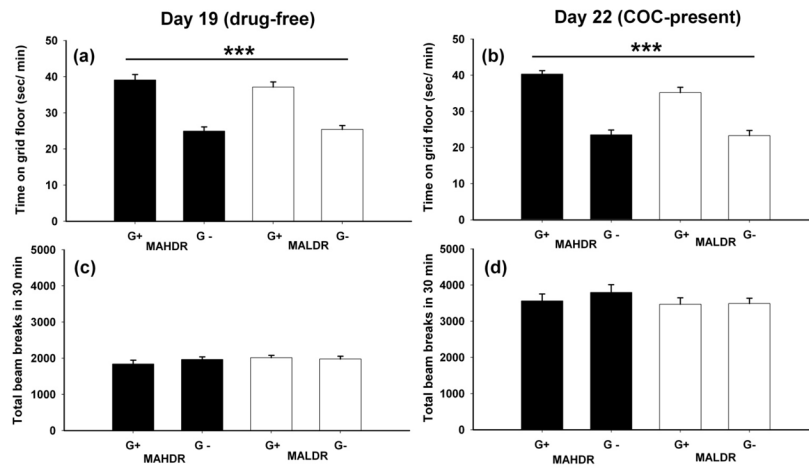 Day 19 (drug-free)
Day 22 (COC-present)
(a)
***
Time on grid floor (sec/ min)
50
40
30
20
10
0
G+
G -
G+
G-
MAHDR
MALDR
(b)
***
Time on grid floor (sec/ min)
50
40
30
20
10
0
G+
G -
G+
G-
MAHDR
MALDR
(c)
Total beam breaks in 30 min
5000
4000
3000
2000
1000
0
G+
G -
G+
G-
MAHDR
MALDR
(d)
Total beam breaks in 30 min
5000
4000
3000
2000
1000
0
G+
G -
G+
G-
MAHDR
MALDR